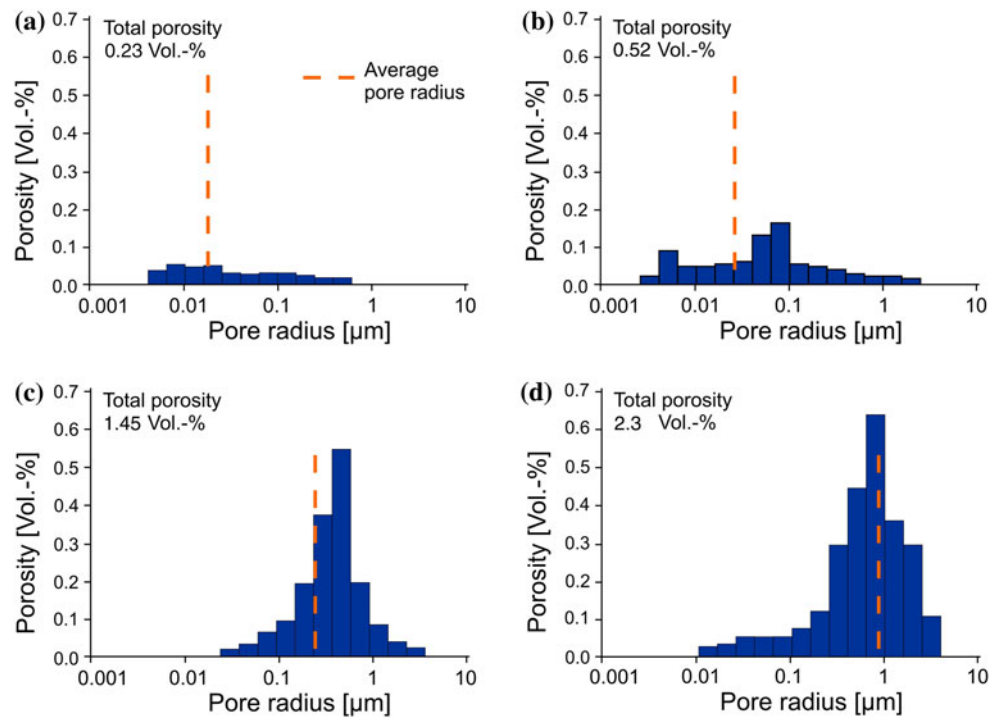 (a)
Total porosity
0.23 Vol.-%
Average
pore radius
Porosity [Vol.-%]
0.7
0.6
0.5
0.4
0.3
0.2
0.1
0.0
0.001 0.01 0.1 1 10
Pore radius [µm]
(b)
Total porosity
0.52 Vol.-%
Porosity [Vol.-%]
0.7
0.6
0.5
0.4
0.3
0.2
0.1
0.0
0.001 0.01 0.1 1 10
Pore radius [µm]
(c)
Total porosity
1.45 Vol.-%
Porosity [Vol.-%]
0.7
0.6
0.5
0.4
0.3
0.2
0.1
0.0
0.001 0.01 0.1 1 10
Pore radius [µm]
(d)
Total porosity
2.3 Vol.-%
Porosity [Vol.-%]
0.7
0.6
0.5
0.4
0.3
0.2
0.1
0.0
0.001 0.01 0.1 1 10
Pore radius [µm]